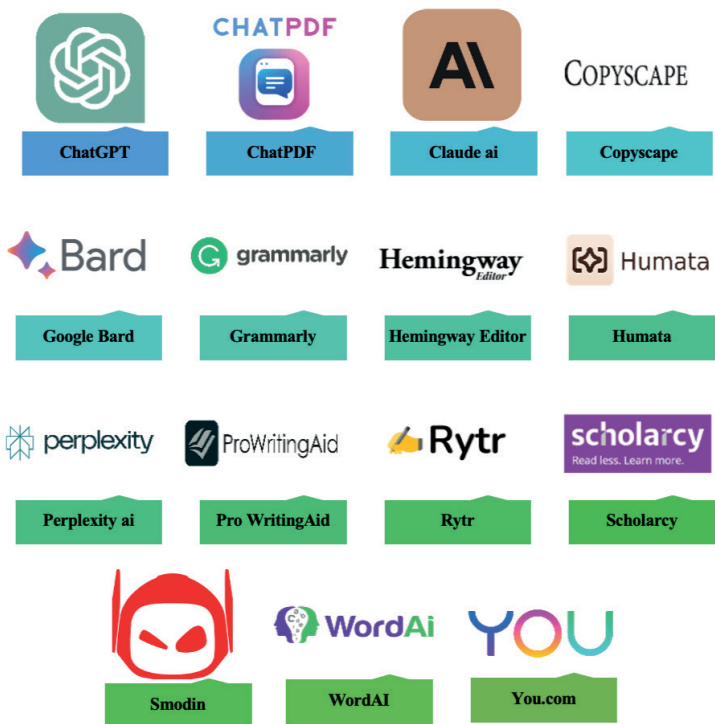 CHATPDF
AI
COPYSCAPE
ChatGPT
ChatPDF
Claude ai
Copyscape
Bard
grammarly
Hemingway
Editor
Humata
Google Bard
Grammarly
Hemingway Editor
Humata
perplexity
ProWritingAid
Rytr
scholarcy
Read less. Learn more.
Perplexity ai
Pro WritingAid
Rytr
Scholarcy
WordAi
YOU
Smodin
WordAI
You.com